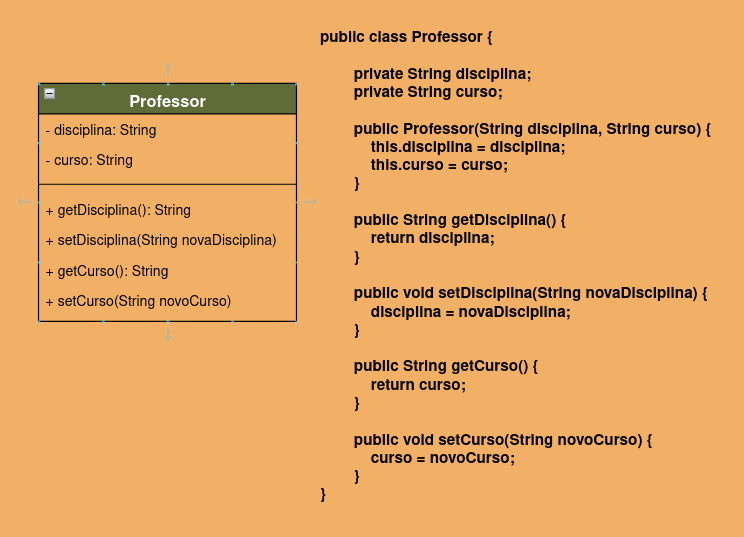 Professor
- disciplina: String
- curso: String
+ getDisciplina(): String
+ setDisciplina(String novaDisciplina)
+ getCurso(): String
+ setCurso(String novoCurso)
public class Professor {
private String disciplina;
private String curso;
public Professor(String disciplina, String curso) {
this.disciplina = disciplina;
this.curso = curso;
}
public String getDisciplina() {
return disciplina;
}
public void setDisciplina(String novaDisciplina) {
disciplina = novaDisciplina;
}
public String getCurso() {
return curso;
}
public void setCurso(String novoCurso) {
curso = novoCurso;
}
}